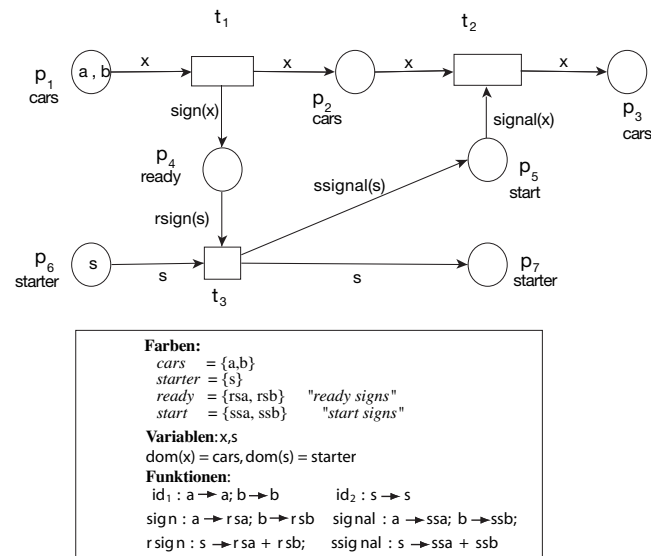 t1
t2
a , b
x
x
x
x
p1
cars
p2
cars
p3
cars
sign(x)
signal(x)
p4
ready
p5
start
ssignal(s)
rsign(s)
p6
starter
s
s
s
p7
starter
t3
Farben:
cars = {a,b}
starter = {s}
ready = {rsa, rsb} "ready signs"
start = {ssa, ssb} "start signs"
Variablen:x,s
dom(x) = cars, dom(s) = starter
Funktionen:
id1 : a → a; b → b id2 : s → s
sign : a → rsa; b → rsb signal : a → ssa; b → ssb;
rsign : s → rsa + rsb; ssignal : s → ssa + ssb